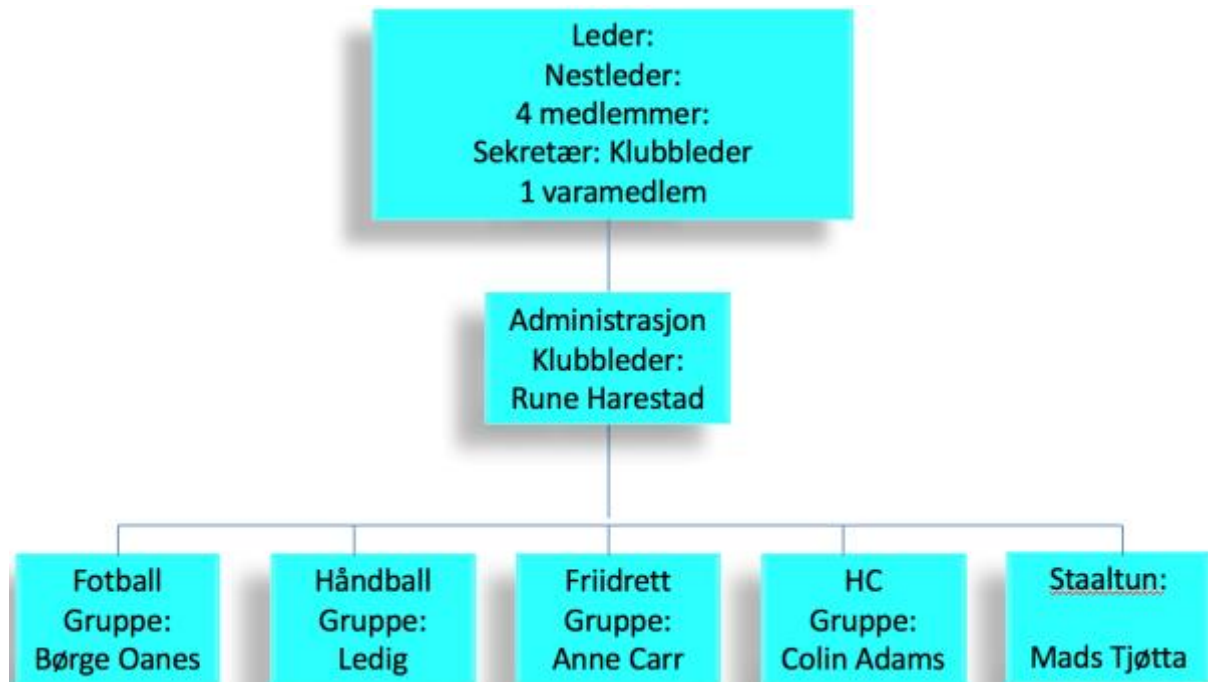 Leder:
Nestleder:
4 medlemmer:
Sekretær: Klubbleder
1 varamedlem
Administrasjon
Klubbleder:
Rune Harestad
Fotball
Gruppe:
Børge Oanes
Håndball
Gruppe:
Ledig
Friidrett
Gruppe:
Anne Carr
HC
Gruppe:
Colin Adams
Staaltun:
Mads Tjøtta